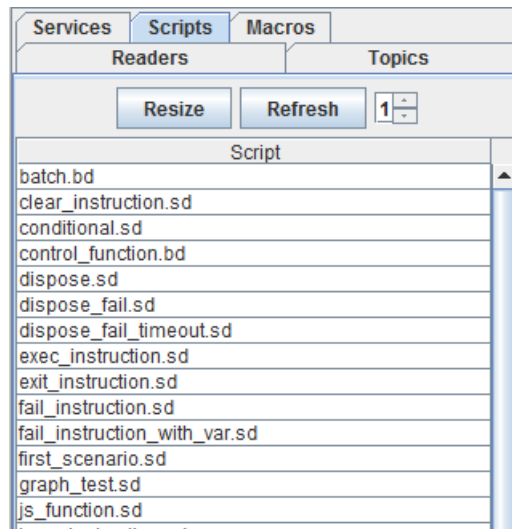 Services Scripts Macros
Readers Topics
Resize Refresh 1
Script
batch.bd
clear_instruction.sd
conditional.sd
control_function.bd
dispose.sd
dispose_fail.sd
dispose_fail_timeout.sd
exec_instruction.sd
exit_instruction.sd
fail_instruction.sd
fail_instruction_with_var.sd
first_scenario.sd
graph_test.sd
js_function.sd